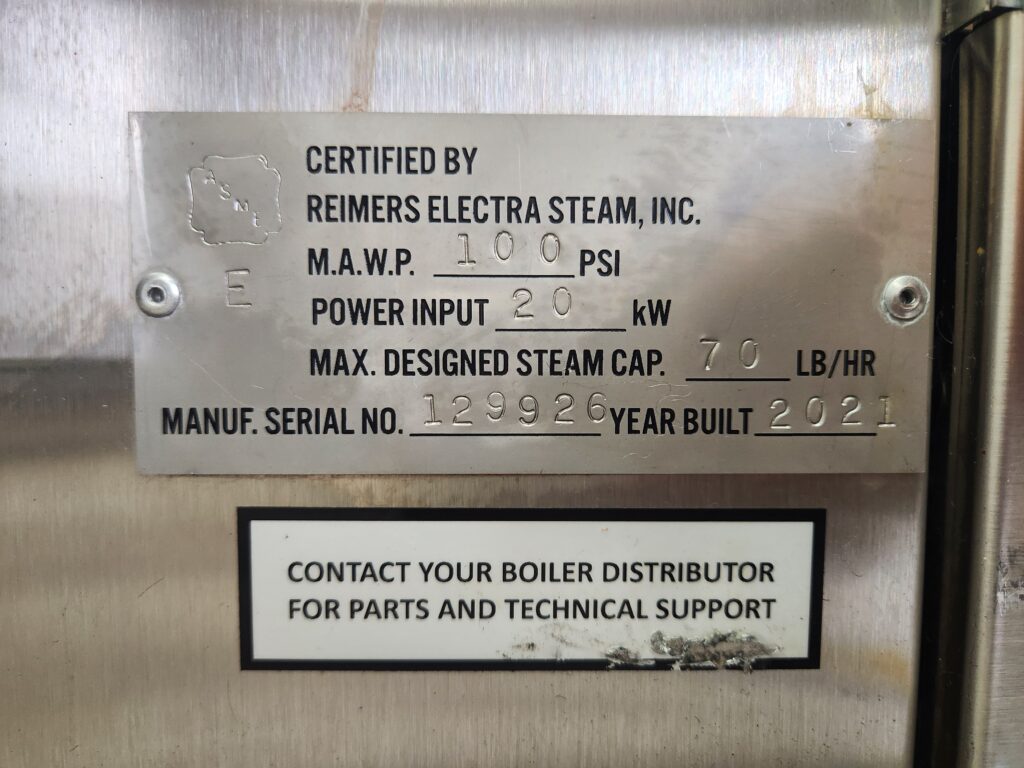 ASME
CERTIFIED BY
REIMERS ELECTRA STEAM, INC.
M.A.W.P. 100 PSI
E
POWER INPUT 20 kW
MAX. DESIGNED STEAM CAP. 70 LB/HR
MANUF. SERIAL NO. 129926 YEAR BUILT 2021
CONTACT YOUR BOILER DISTRIBUTOR
FOR PARTS AND TECHNICAL SUPPORT